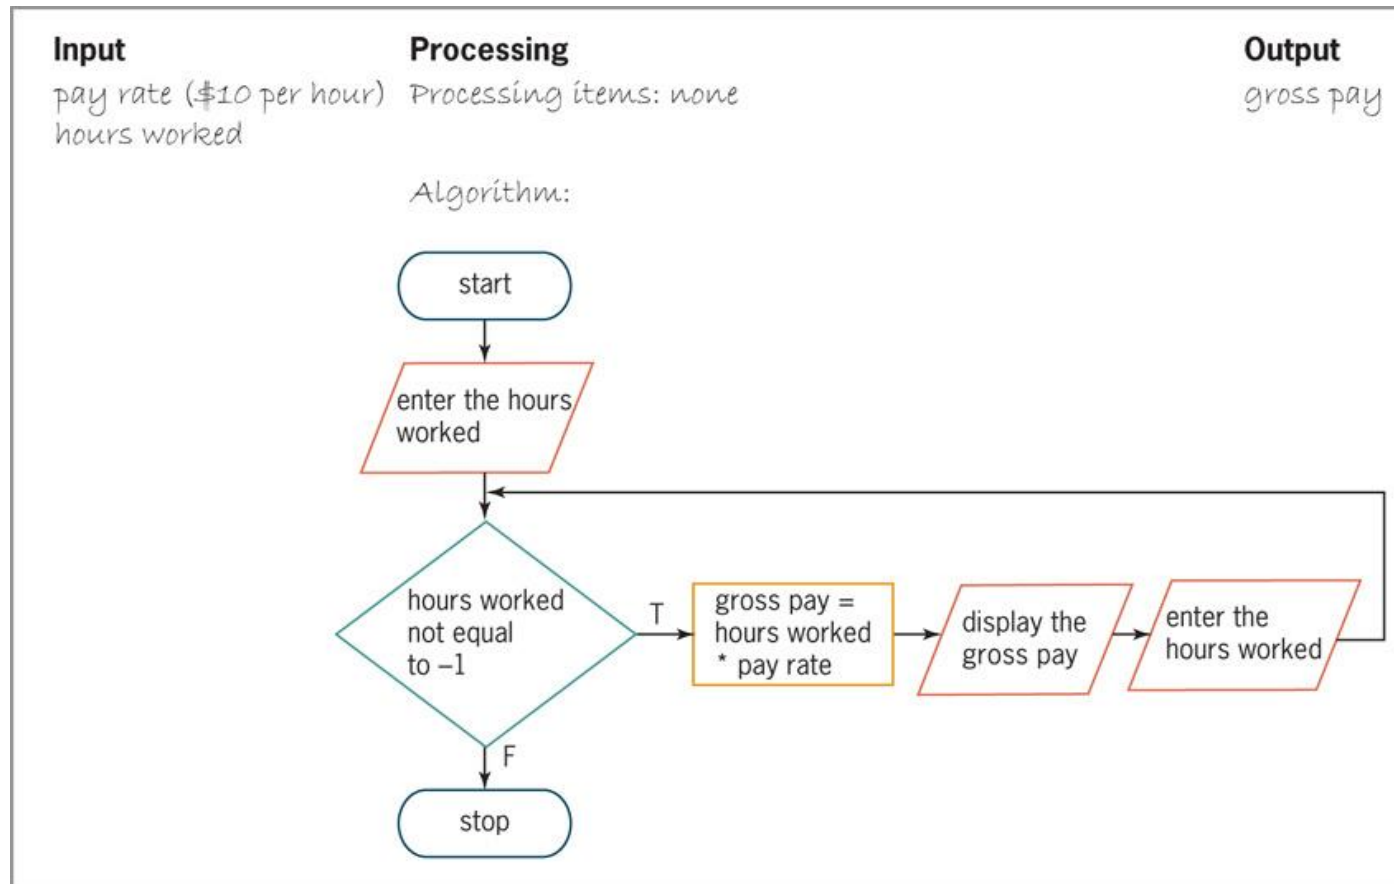 Input
pay rate ($10 per hour)
hours worked
Processing
Processing items: none
Algorithm:
Output
gross pay
start
enter the hours
worked
hours worked
not equal
to –1
T
gross pay =
hours worked
* pay rate
display the
gross pay
enter the
hours worked
F
stop